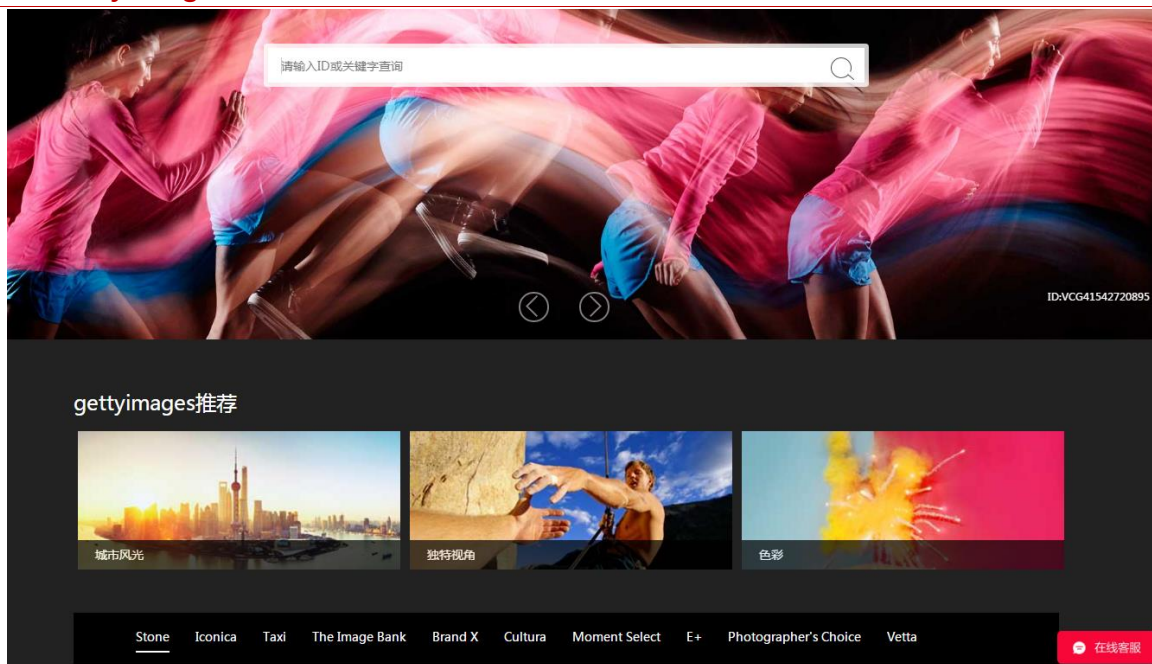 请输入ID或关键字查询
ID:VCG41542720895
gettyimages推荐
城市风光
独特视角
色彩
Stone Iconica Taxi The Image Bank Brand X Cultura Moment Select E+ Photographer's Choice Vetta
在线客服